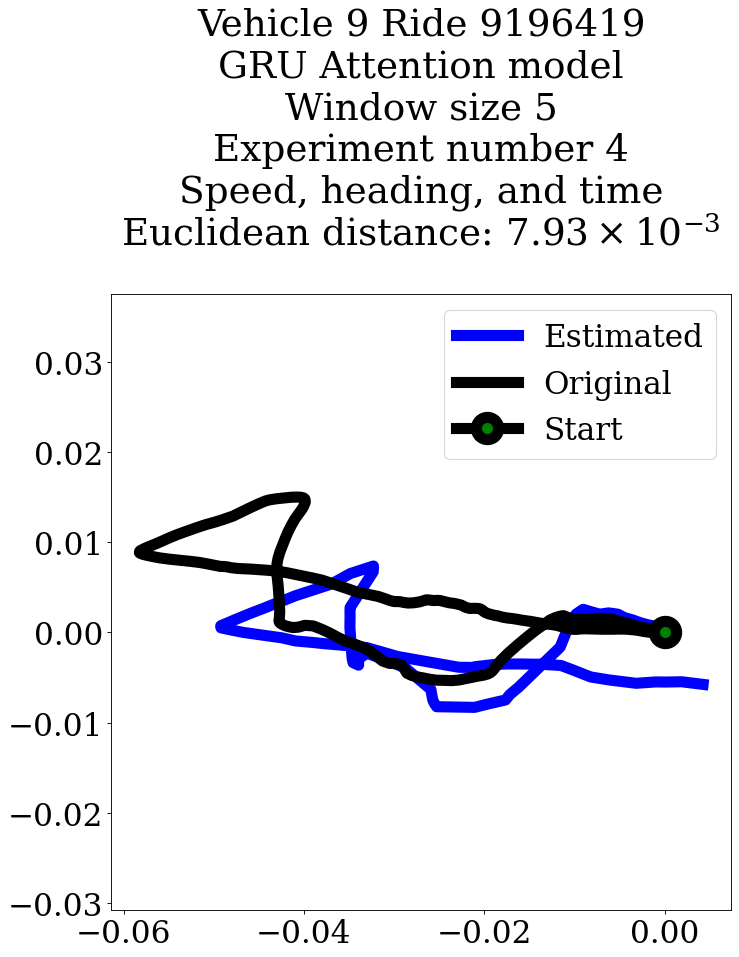 Vehicle 9 Ride 9196419
GRU Attention model
Window size 5
Experiment number 4
Speed, heading, and time
Euclidean distance: 7.93 × 10⁻³
Estimated
Original
Start
0.03
0.02
0.01
0.00
−0.01
−0.02
−0.03
−0.06
−0.04
−0.02
0.00